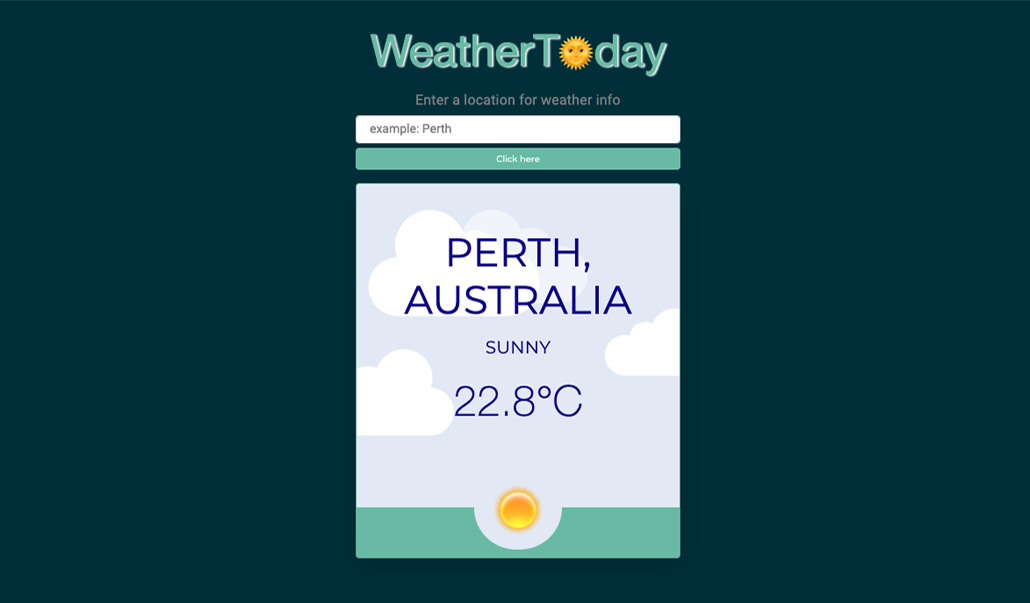 WeatherT🌞day
Enter a location for weather info
example: Perth
Click here
PERTH,
AUSTRALIA
SUNNY
22.8°C